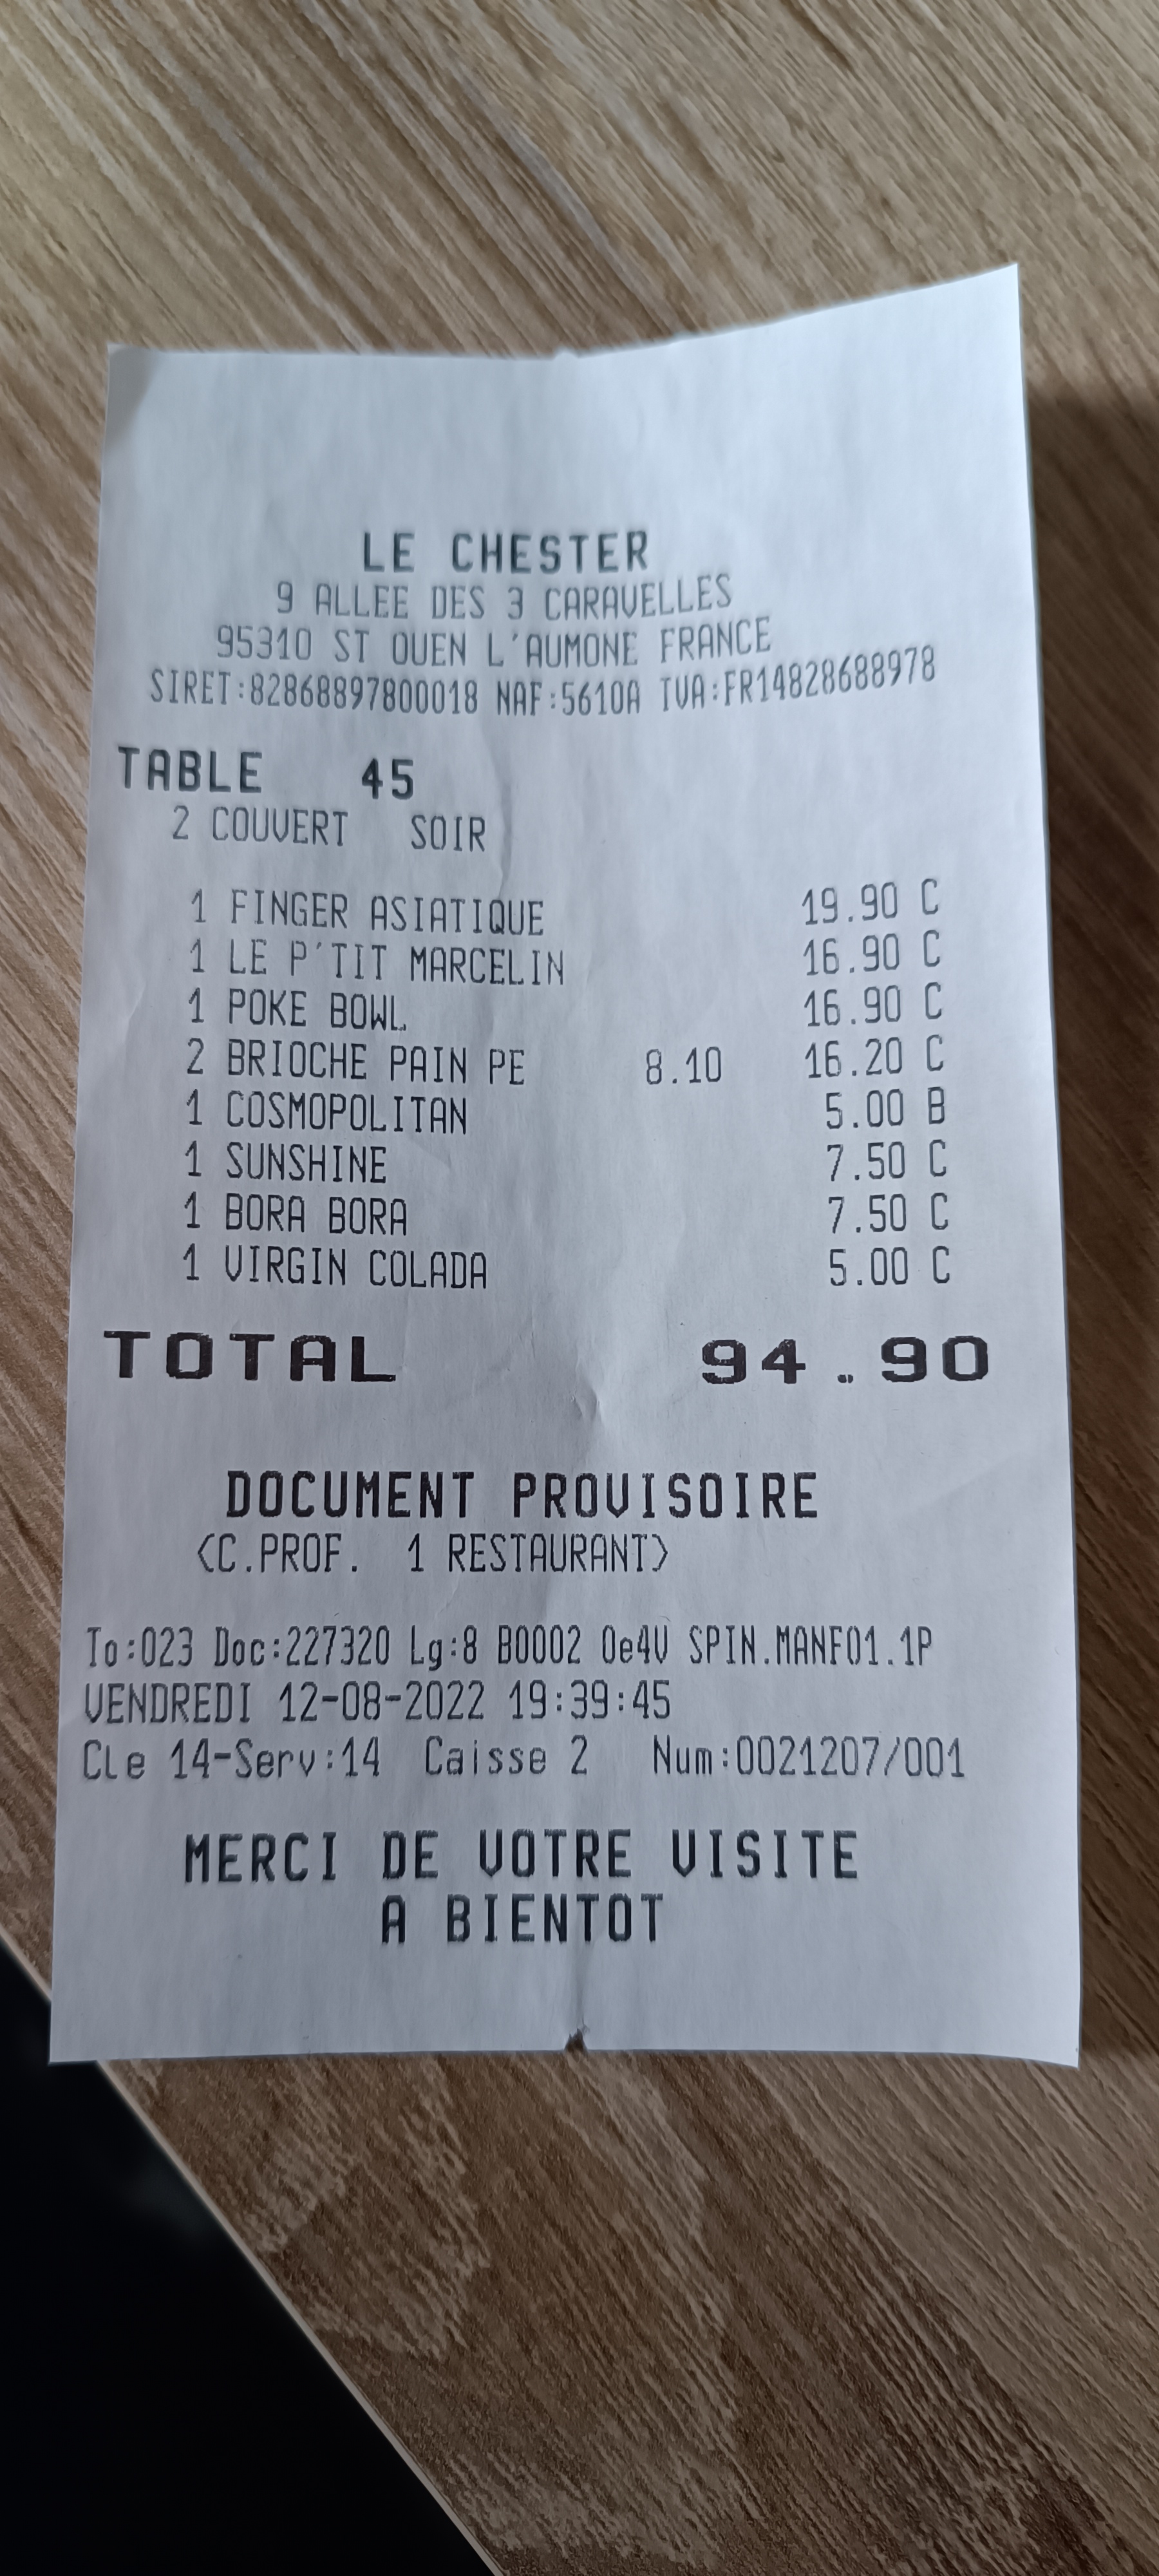 LE CHESTER
9 ALLEE DES 3 CARAVELLES
95310 ST OUEN L'AUMONE FRANCE
SIRET:82868897800018 NAF:5610A TVA:FR14828688978
TABLE 45
2 COUVERT SOIR
1 FINGER ASIATIQUE 19.90 C
1 LE P'TIT MARCELIN 16.90 C
1 POKE BOWL 16.90 C
2 BRIOCHE PAIN PE 8.10 16.20 C
1 COSMOPOLITAN 5.00 B
1 SUNSHINE 7.50 C
1 BORA BORA 7.50 C
1 VIRGIN COLADA 5.00 C
TOTAL 94.90
DOCUMENT PROVISOIRE
<C.PROF. 1 RESTAURANT>
To:023 Doc:227320 Lg:8 B0002 0e4V SPIN.MANF01.1P
VENDREDI 12-08-2022 19:39:45
Cle 14-Serv:14 Caisse 2 Num:0021207/001
MERCI DE VOTRE VISITE
A BIENTOT